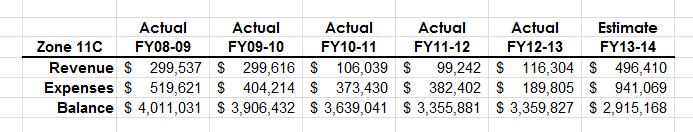 Actual Actual Actual Actual Actual Estimate
Zone 11C FY08-09 FY09-10 FY10-11 FY11-12 FY12-13 FY13-14
Revenue $ 299,537 $ 299,616 $ 106,039 $ 99,242 $ 116,304 $ 496,410
Expenses $ 519,621 $ 404,214 $ 373,430 $ 382,402 $ 189,805 $ 941,069
Balance $ 4,011,031 $ 3,906,432 $ 3,639,041 $ 3,355,881 $ 3,359,827 $ 2,915,168